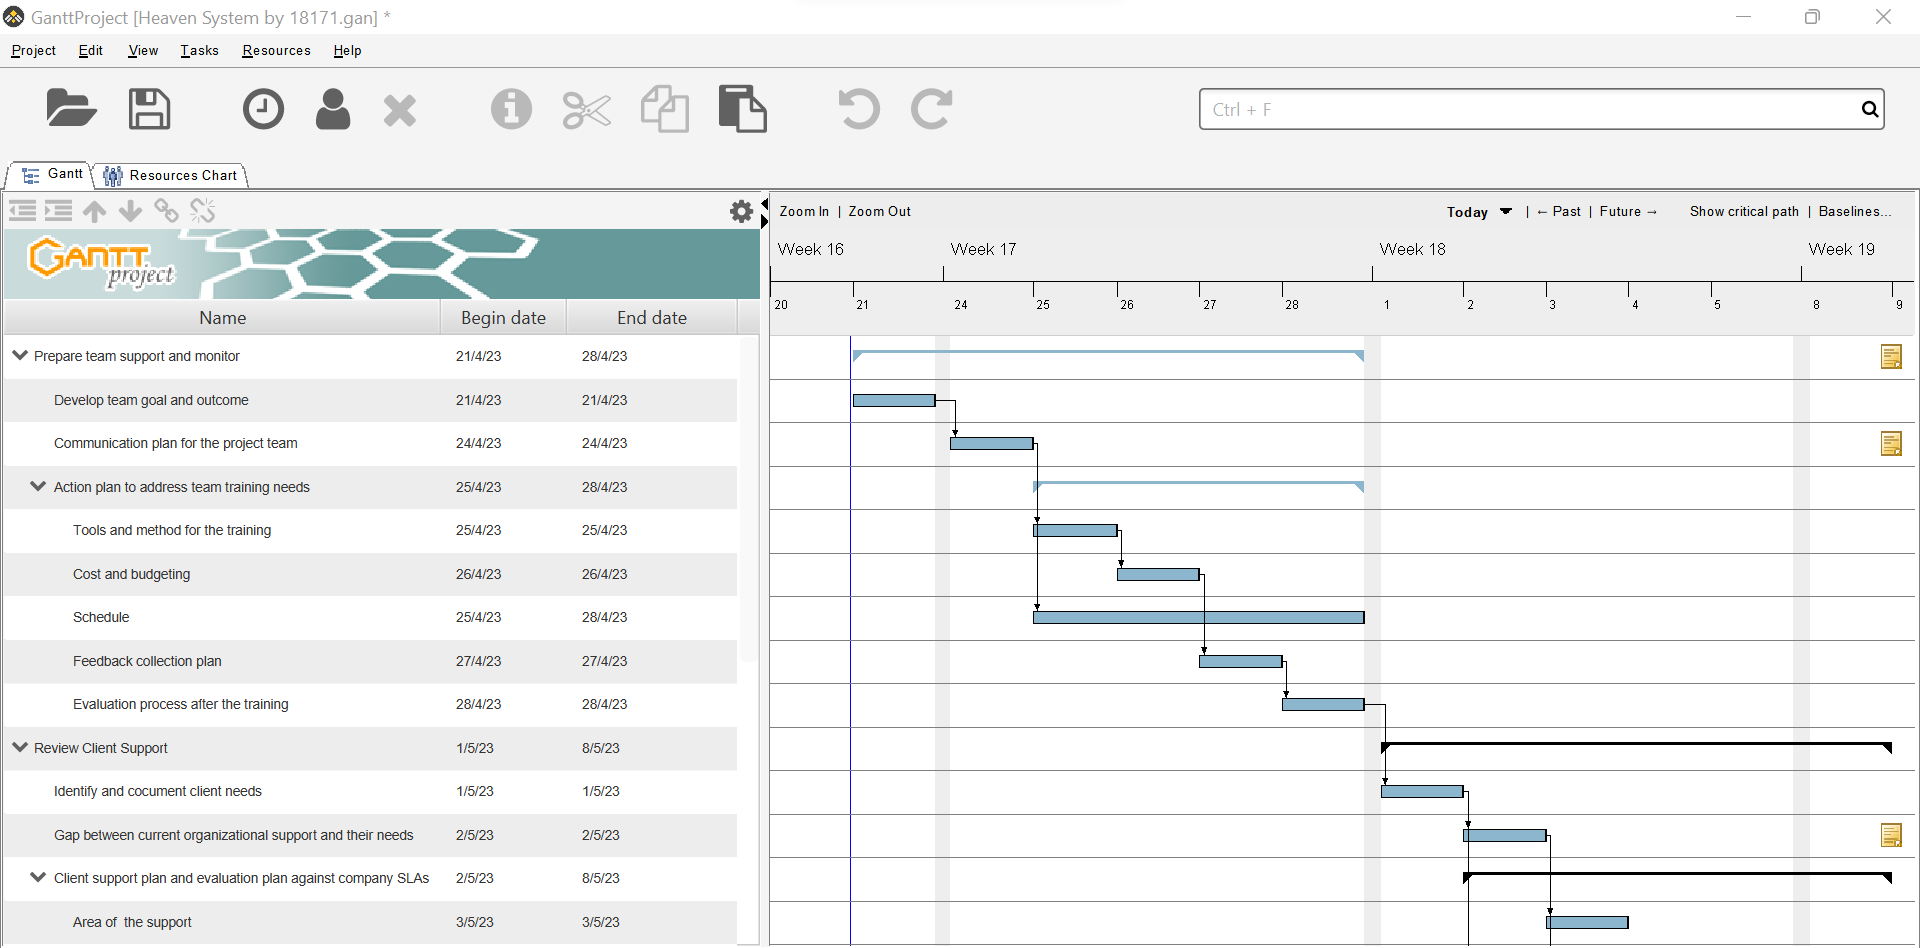 GanttProject [Heaven System by 18171.gan] *
Project Edit View Tasks Resources Help
Ctrl + F
Gantt Resources Chart
Zoom In | Zoom Out Today | ← Past | Future → Show critical path | Baselines...
GANTT project
Week 16 Week 17 Week 18 Week 19
20 21 24 25 26 27 28 1 2 3 4 5 8 9
Name Begin date End date
Prepare team support and monitor 21/4/23 28/4/23
Develop team goal and outcome 21/4/23 21/4/23
Communication plan for the project team 24/4/23 24/4/23
Action plan to address team training needs 25/4/23 28/4/23
Tools and method for the training 25/4/23 25/4/23
Cost and budgeting 26/4/23 26/4/23
Schedule 25/4/23 28/4/23
Feedback collection plan 27/4/23 27/4/23
Evaluation process after the training 28/4/23 28/4/23
Review Client Support 1/5/23 8/5/23
Identify and cocument client needs 1/5/23 1/5/23
Gap between current organizational support and their needs 2/5/23 2/5/23
Client support plan and evaluation plan against company SLAs 2/5/23 8/5/23
Area of the support 3/5/23 3/5/23